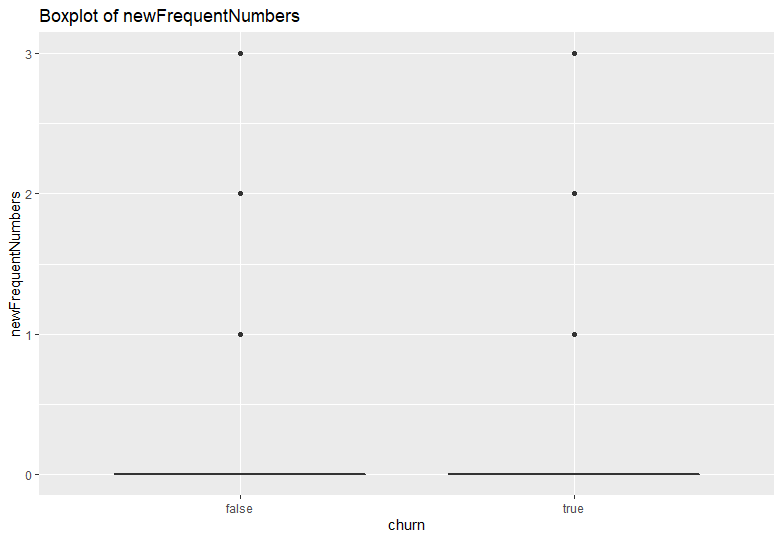 Boxplot of newFrequentNumbers
newFrequentNumbers
3
2
1
0
false true
churn